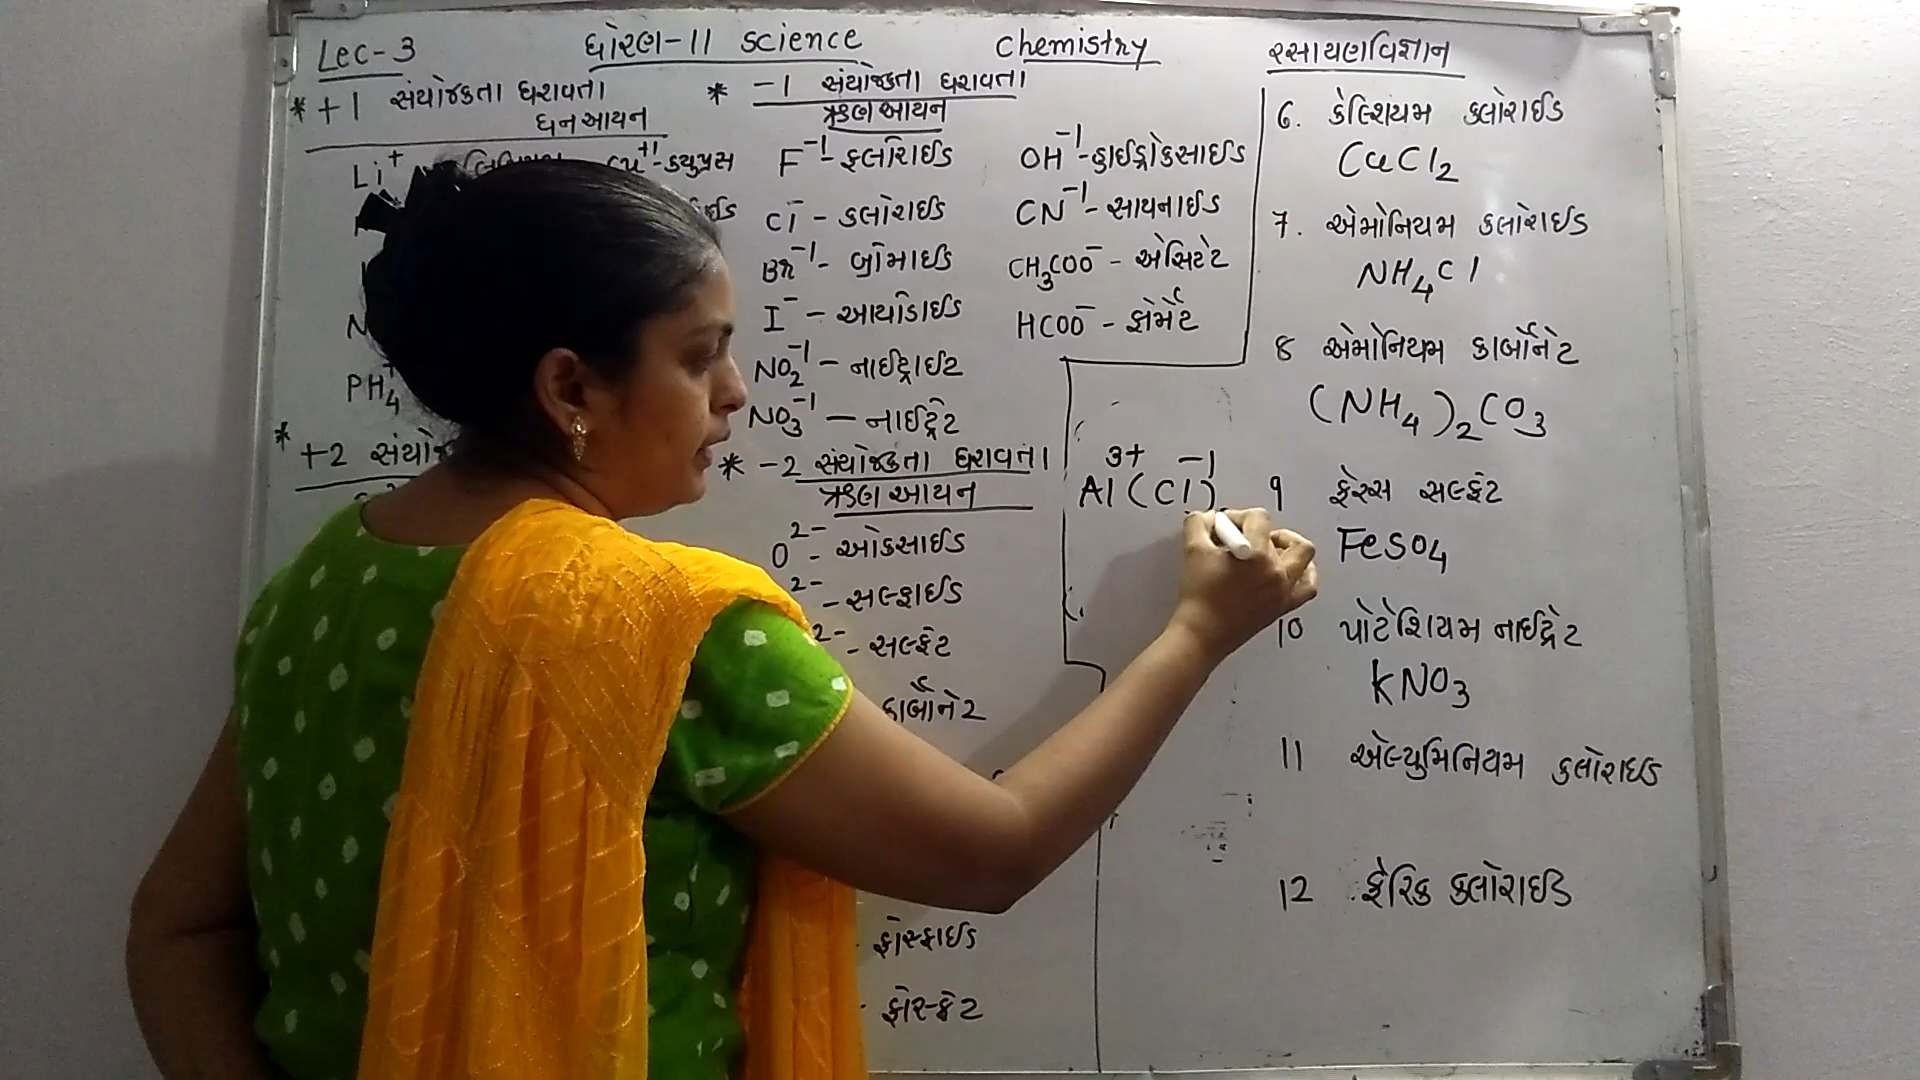 Lec-3 ધોરણ-11 science chemistry રસાયણવિજ્ઞાન
* +1 સંયોજકતા ધરાવતા
ધન આયન
Li⁺ Cu⁺¹-ક્યુપ્રસ
PH₄⁺
* +2
* -1 સંયોજકતા ધરાવતા
ઋણ આયન
F⁻¹ - ફ્લોરાઈડ
Cl⁻ - ક્લોરાઈડ
Br⁻¹ - બ્રોમાઈડ
I⁻ - આયોડાઈડ
NO₂⁻¹ - નાઈટ્રાઈટ
NO₃⁻¹ - નાઈટ્રેટ
OH⁻¹ - હાઈડ્રોકસાઈડ
CN⁻¹ - સાયનાઈડ
CH₃COO⁻ - એસિટેટ
HCOO⁻ - ફોર્મેટ
* -2 સંયોજકતા ધરાવતા
ઋણ આયન
O²⁻ - ઓકસાઈડ
2- - સલ્ફાઈડ
2- - સલ્ફેટ
કાર્બોનેટ
- ફોસ્ફાઈડ
- ફોસ્ફેટ
3+ -1
Al (Cl)
6. કેલ્શિયમ ક્લોરાઈડ
CaCl₂
7. એમોનિયમ ક્લોરાઈડ
NH₄Cl
8 એમોનિયમ કાર્બોનેટ
(NH₄)₂CO₃
9 ફેરસ સલ્ફેટ
FeSO₄
10 પોટેશિયમ નાઈટ્રેટ
KNO₃
11 એલ્યુમિનિયમ ક્લોરાઈડ
12 ફેરિક ક્લોરાઈડ